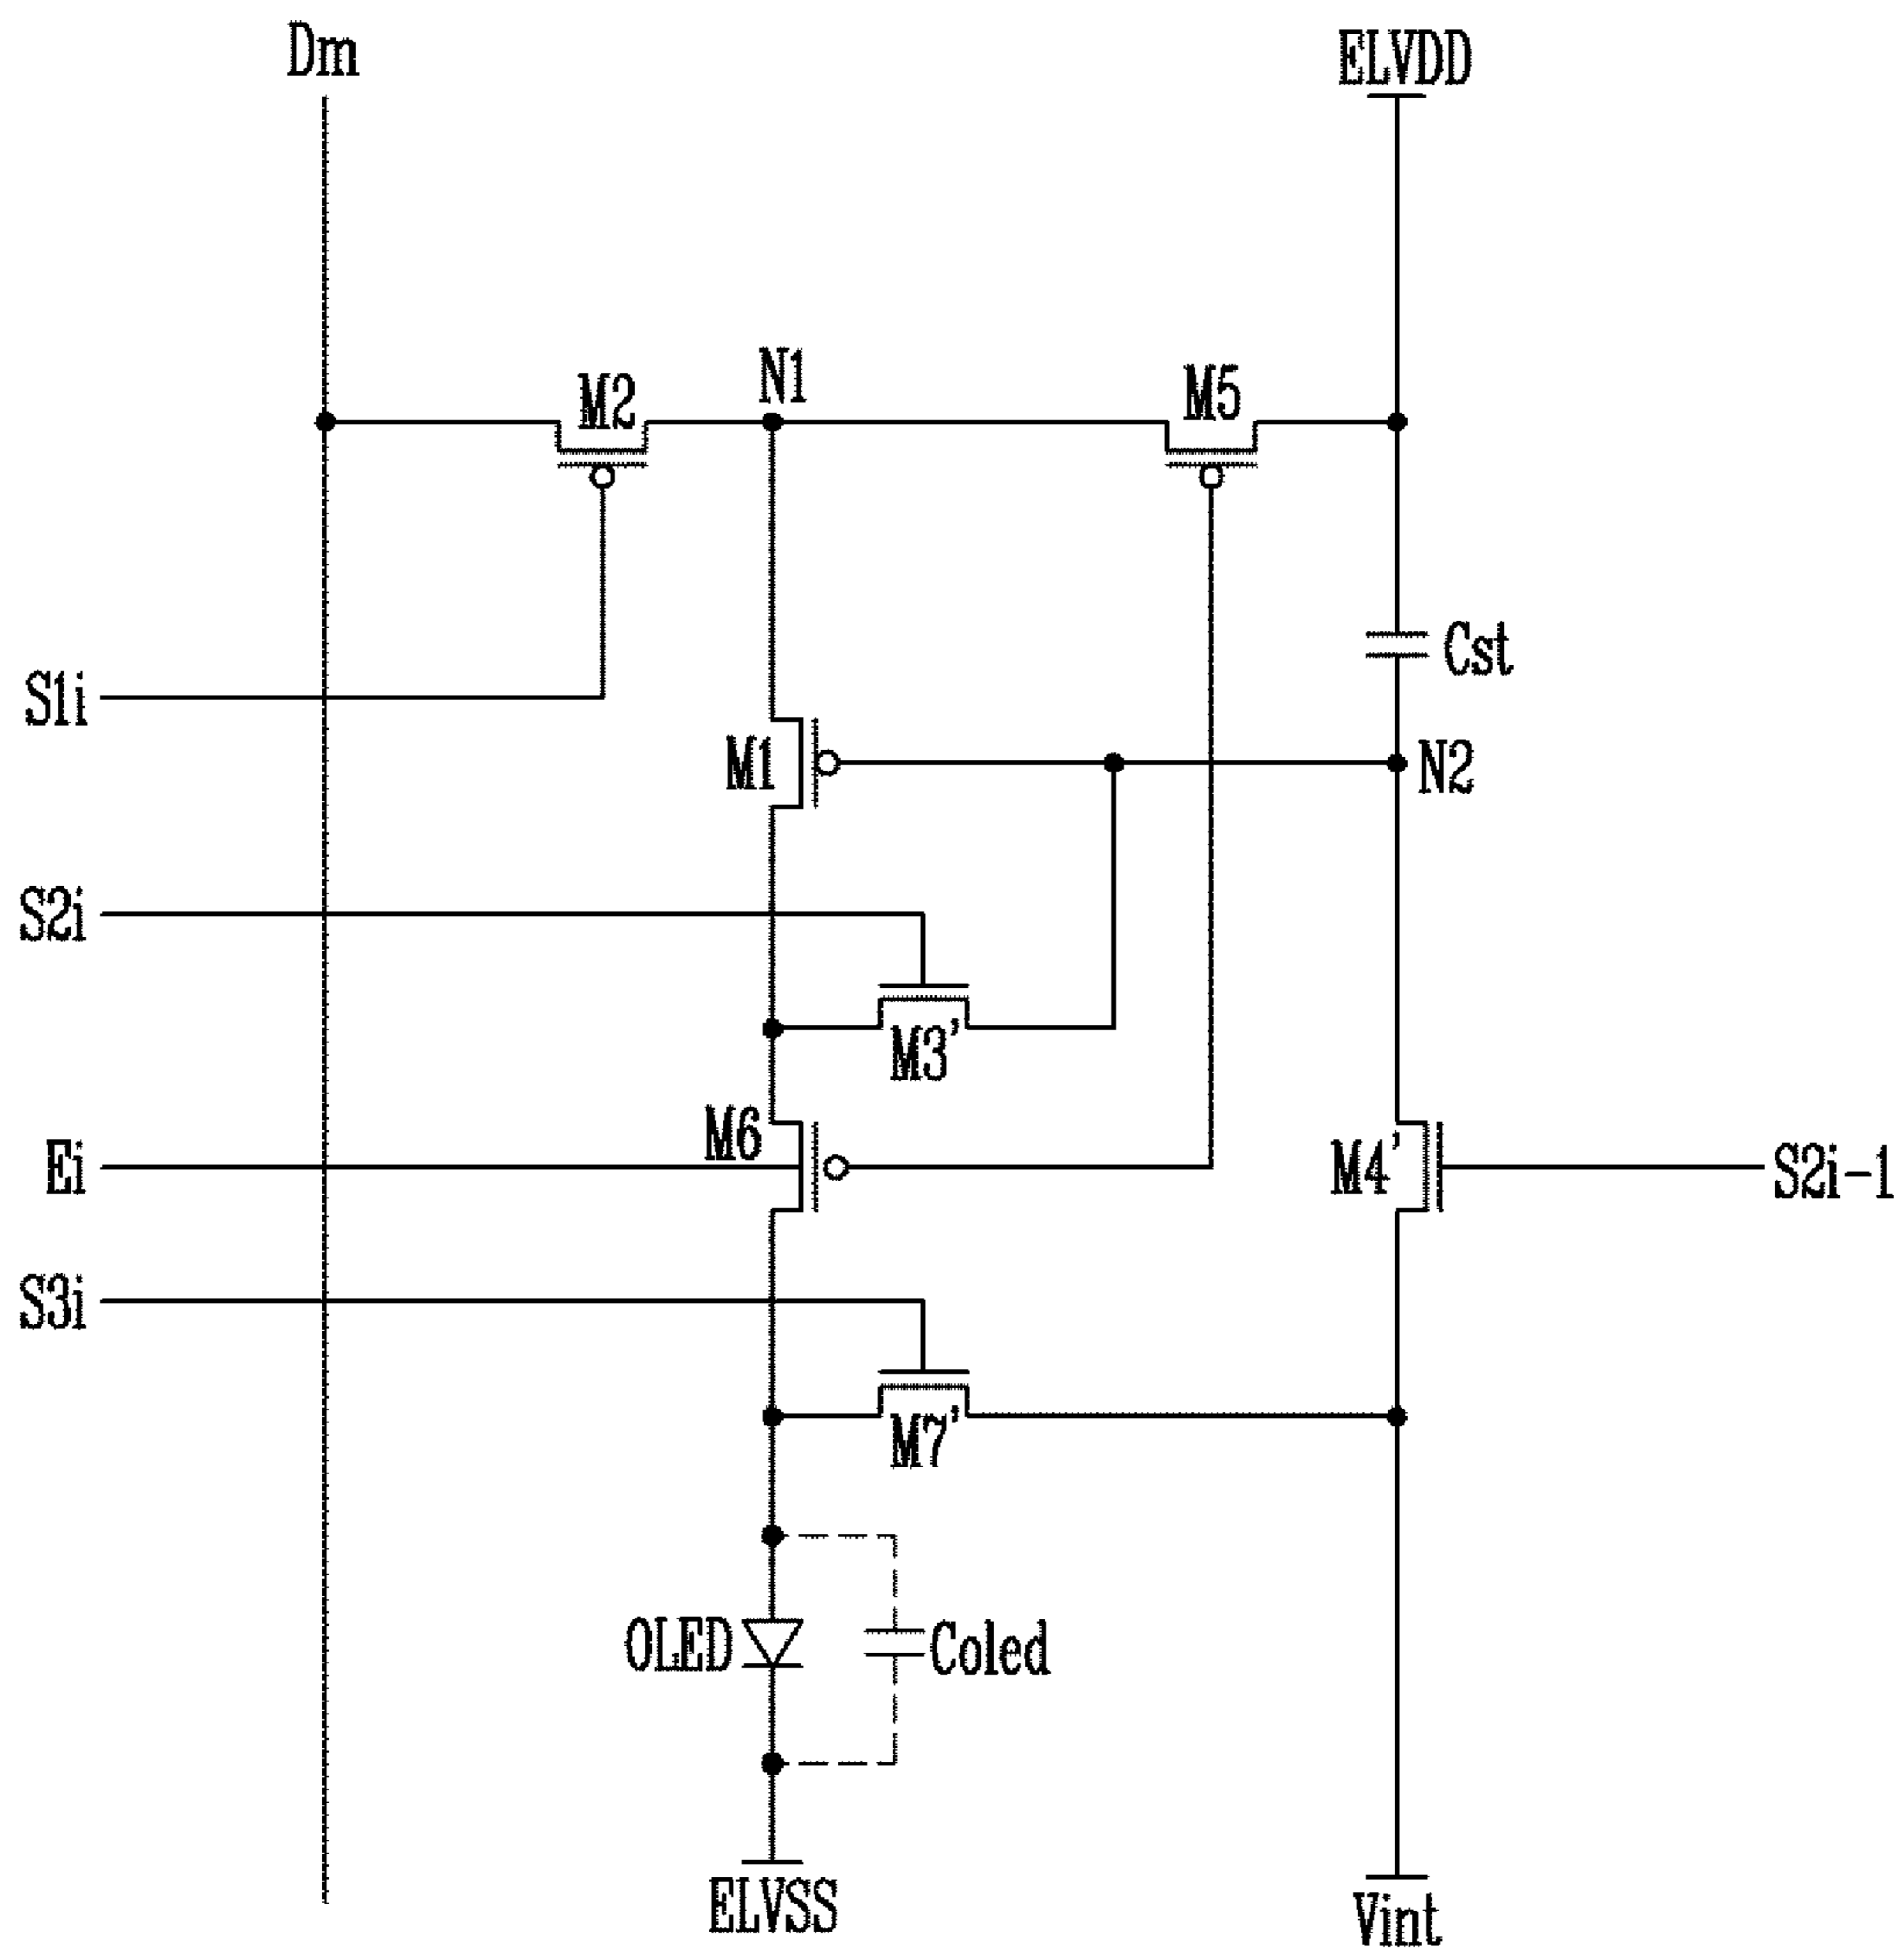 Dm
ELVDD
N1
M2
M5
Cst
S1i
M1
N2
S2i
M3'
M6
Ei
M4'
S2i-1
S3i
M7'
OLED
Coled
ELVSS
Vint